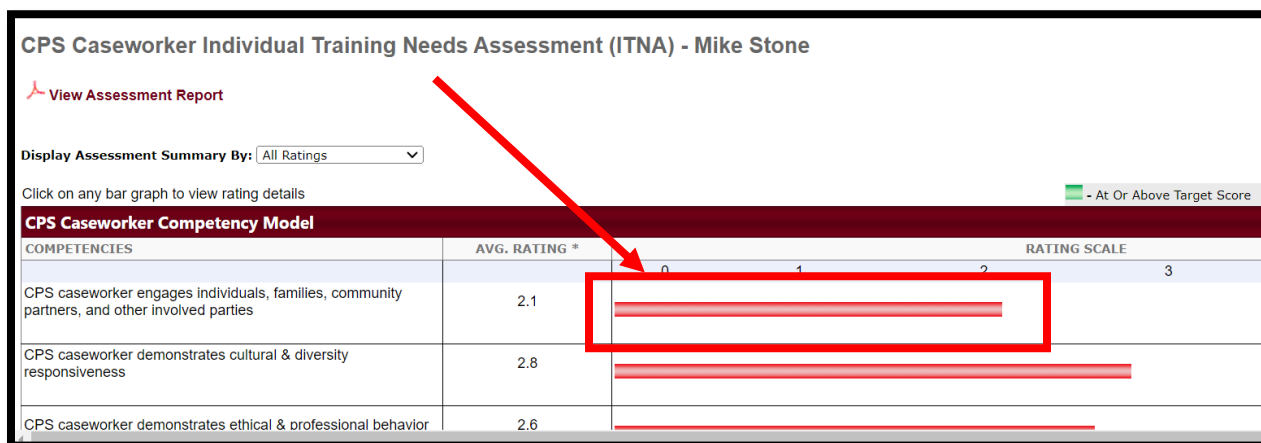 CPS Caseworker Individual Training Needs Assessment (ITNA) - Mike Stone
View Assessment Report
Display Assessment Summary By: All Ratings
Click on any bar graph to view rating details
- At Or Above Target Score
CPS Caseworker Competency Model
COMPETENCIES AVG. RATING * RATING SCALE
0 1 2 3
CPS caseworker engages individuals, families, community
partners, and other involved parties
2.1
CPS caseworker demonstrates cultural & diversity
responsiveness
2.8
CPS caseworker demonstrates ethical & professional behavior
2.6